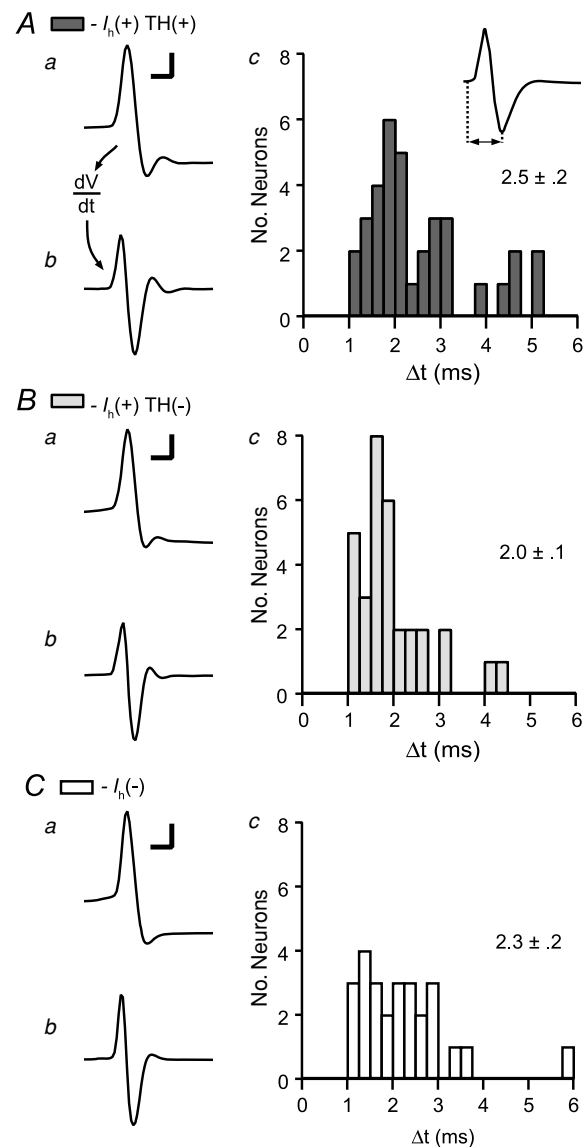 A - Ih(+) TH(+)
a
dV
dt
b
c
No. Neurons
8
6
4
2
0
2.5 ± .2
0 1 2 3 4 5 6
Δt (ms)
B - Ih(+) TH(-)
a
b
c
No. Neurons
8
6
4
2
0
2.0 ± .1
0 1 2 3 4 5 6
Δt (ms)
C - Ih(-)
a
b
c
No. Neurons
8
6
4
2
0
2.3 ± .2
0 1 2 3 4 5 6
Δt (ms)